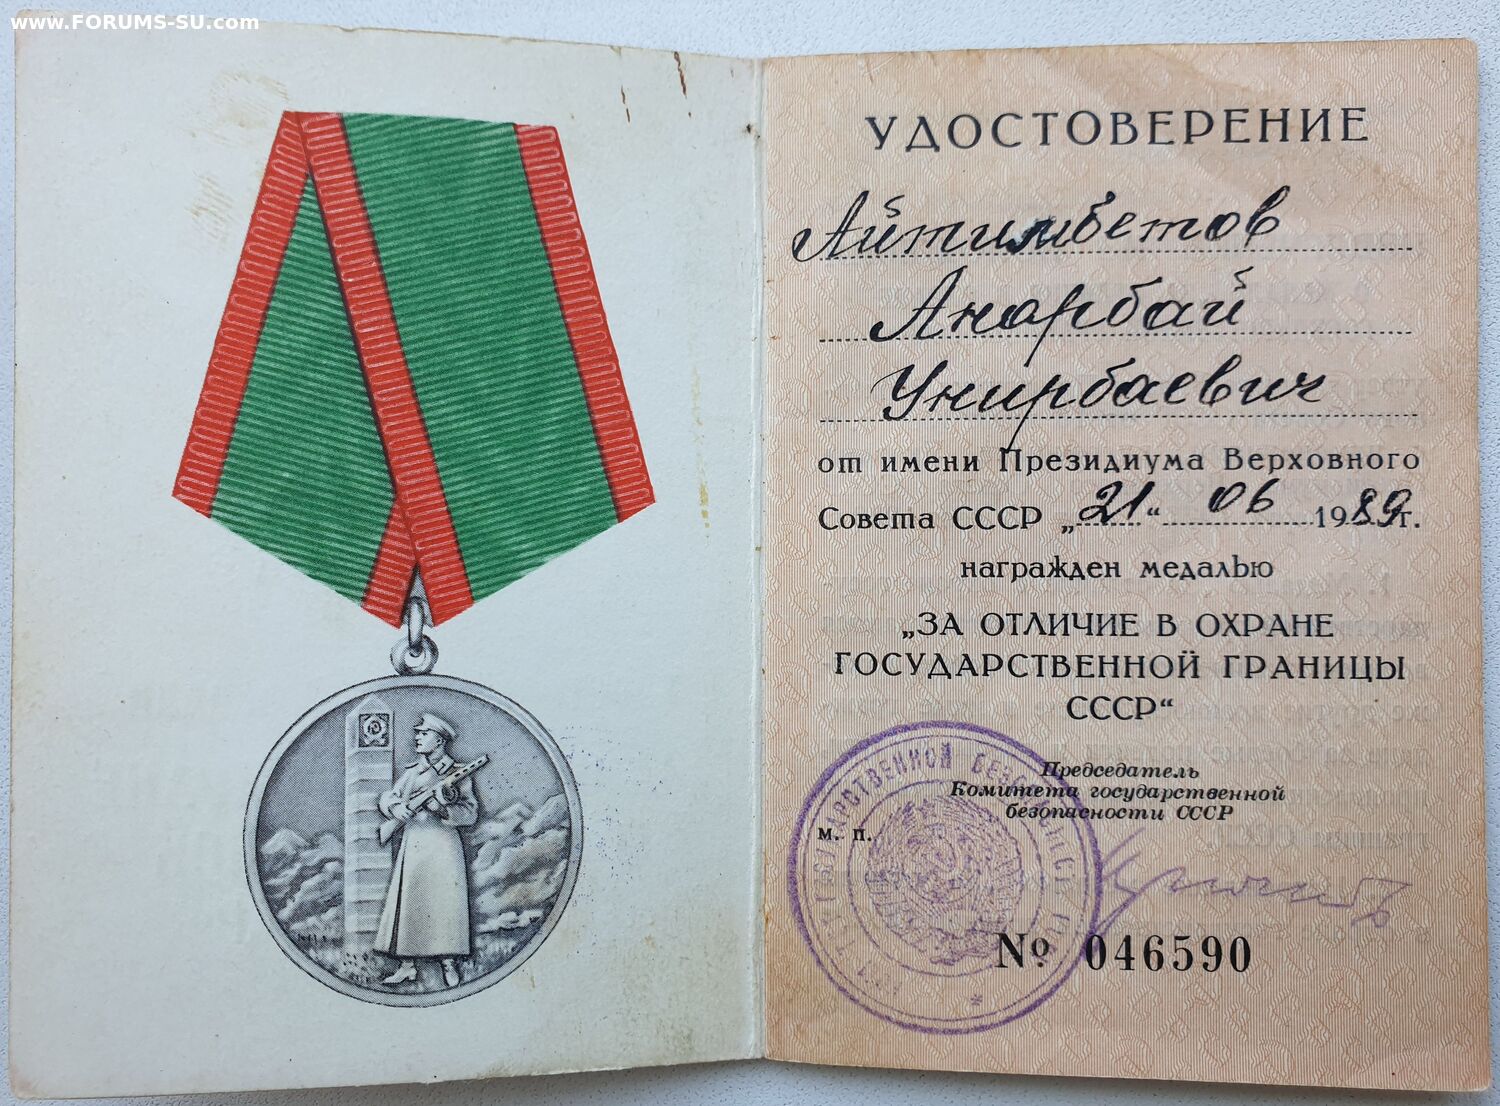 www.FORUMS-SU.com
УДОСТОВЕРЕНИЕ
Айтимбетов
Анарбай
Унирбаевич
от имени Президиума Верховного
Совета СССР „21“ 06 1989г.
награжден медалью
„ЗА ОТЛИЧИЕ В ОХРАНЕ
ГОСУДАРСТВЕННОЙ ГРАНИЦЫ
СССР“
Председатель
Комитета государственной
безопасности СССР
м. п.
№ 046590